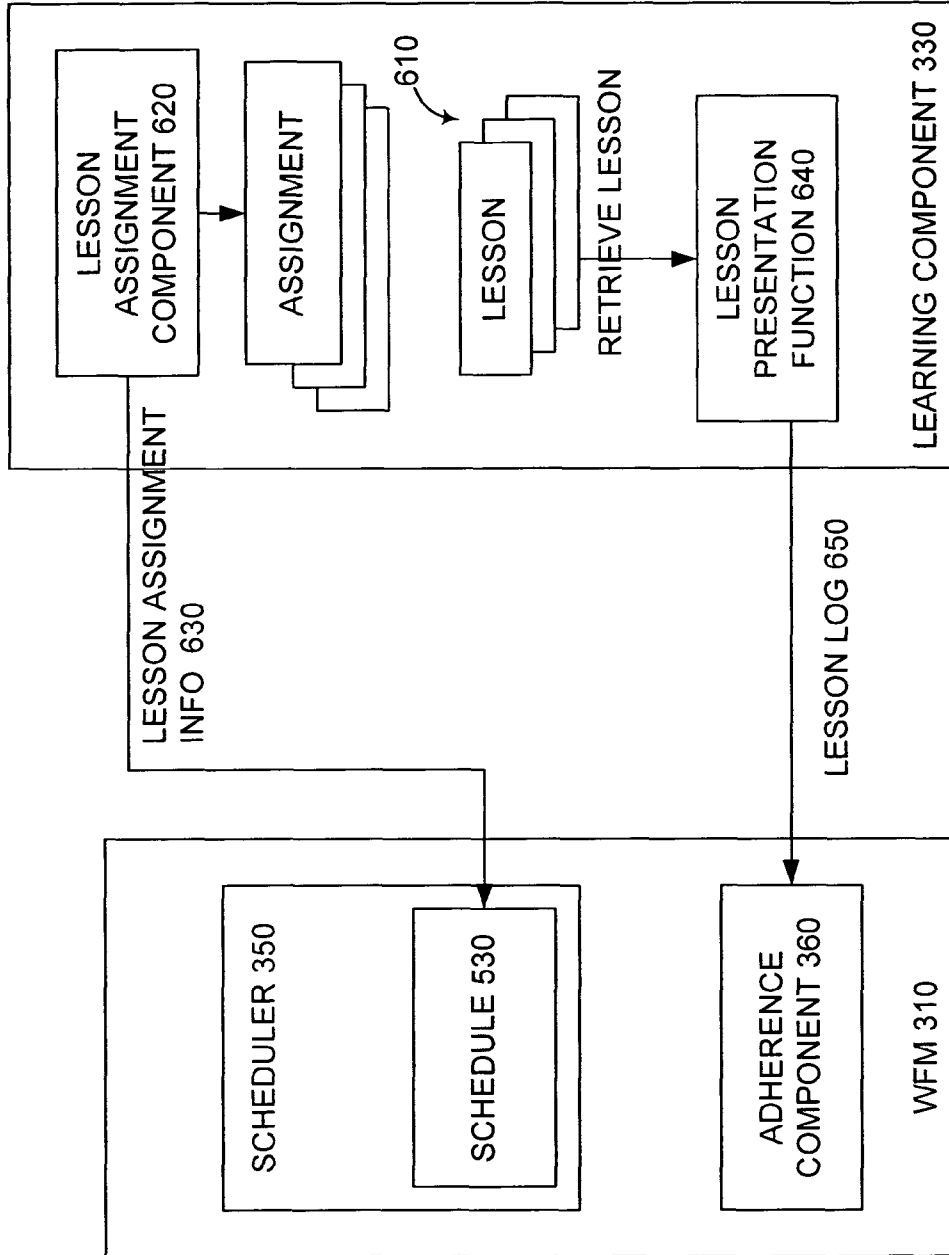 SCHEDULER 350
SCHEDULE 530
ADHERENCE
COMPONENT 360
WFM 310
LESSON ASSIGNMENT
INFO 630
LESSON LOG 650
LESSON
ASSIGNMENT
COMPONENT 620
ASSIGNMENT
610
LESSON
RETRIEVE LESSON
LESSON
PRESENTATION
FUNCTION 640
LEARNING COMPONENT 330